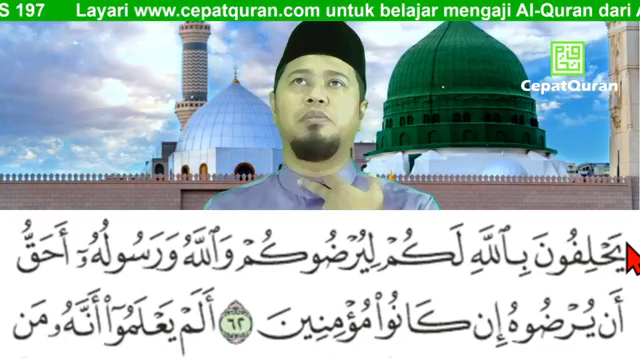 S 197 Layari www.cepatquran.com untuk belajar mengaji Al-Quran dari A
CepatQuran
يَحْلِفُونَ بِٱللَّهِ لَكُمْ لِيُرْضُوكُمْ وَٱللَّهُ وَرَسُولُهُۥٓ أَحَقُّ
أَن يُرْضُوهُ إِن كَانُوا۟ مُؤْمِنِينَ ٦٢ أَلَمْ يَعْلَمُوٓا۟ أَنَّهُۥ مَن